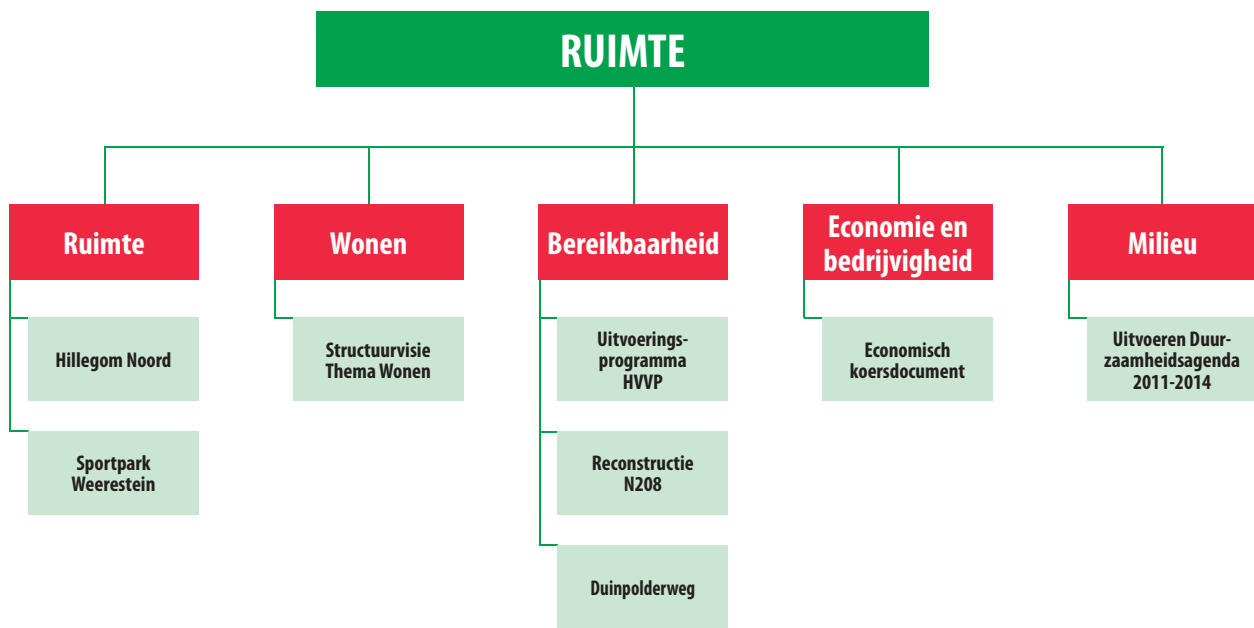 RUIMTE
Ruimte
Wonen
Bereikbaarheid
Economie en
bedrijvigheid
Milieu
Hillegom Noord
Sportpark
Weerestein
Structuurvisie
Thema Wonen
Uitvoerings-
programma
HVVP
Reconstructie
N208
Duinpolderweg
Economisch
koersdocument
Uitvoeren Duur-
zaamheidsagenda
2011-2014